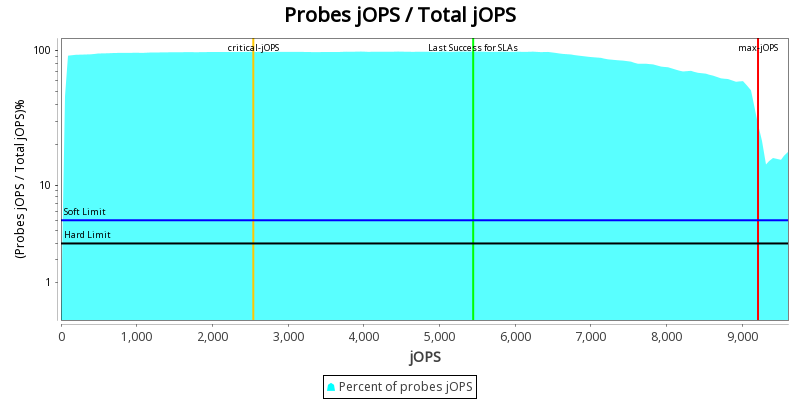 Probes jOPS / Total jOPS
(Probes jOPS / Total jOPS)%
100
10
1
critical-jOPS
Last Success for SLAs
max-jOPS
Soft Limit
Hard Limit
0 1,000 2,000 3,000 4,000 5,000 6,000 7,000 8,000 9,000
jOPS
Percent of probes jOPS